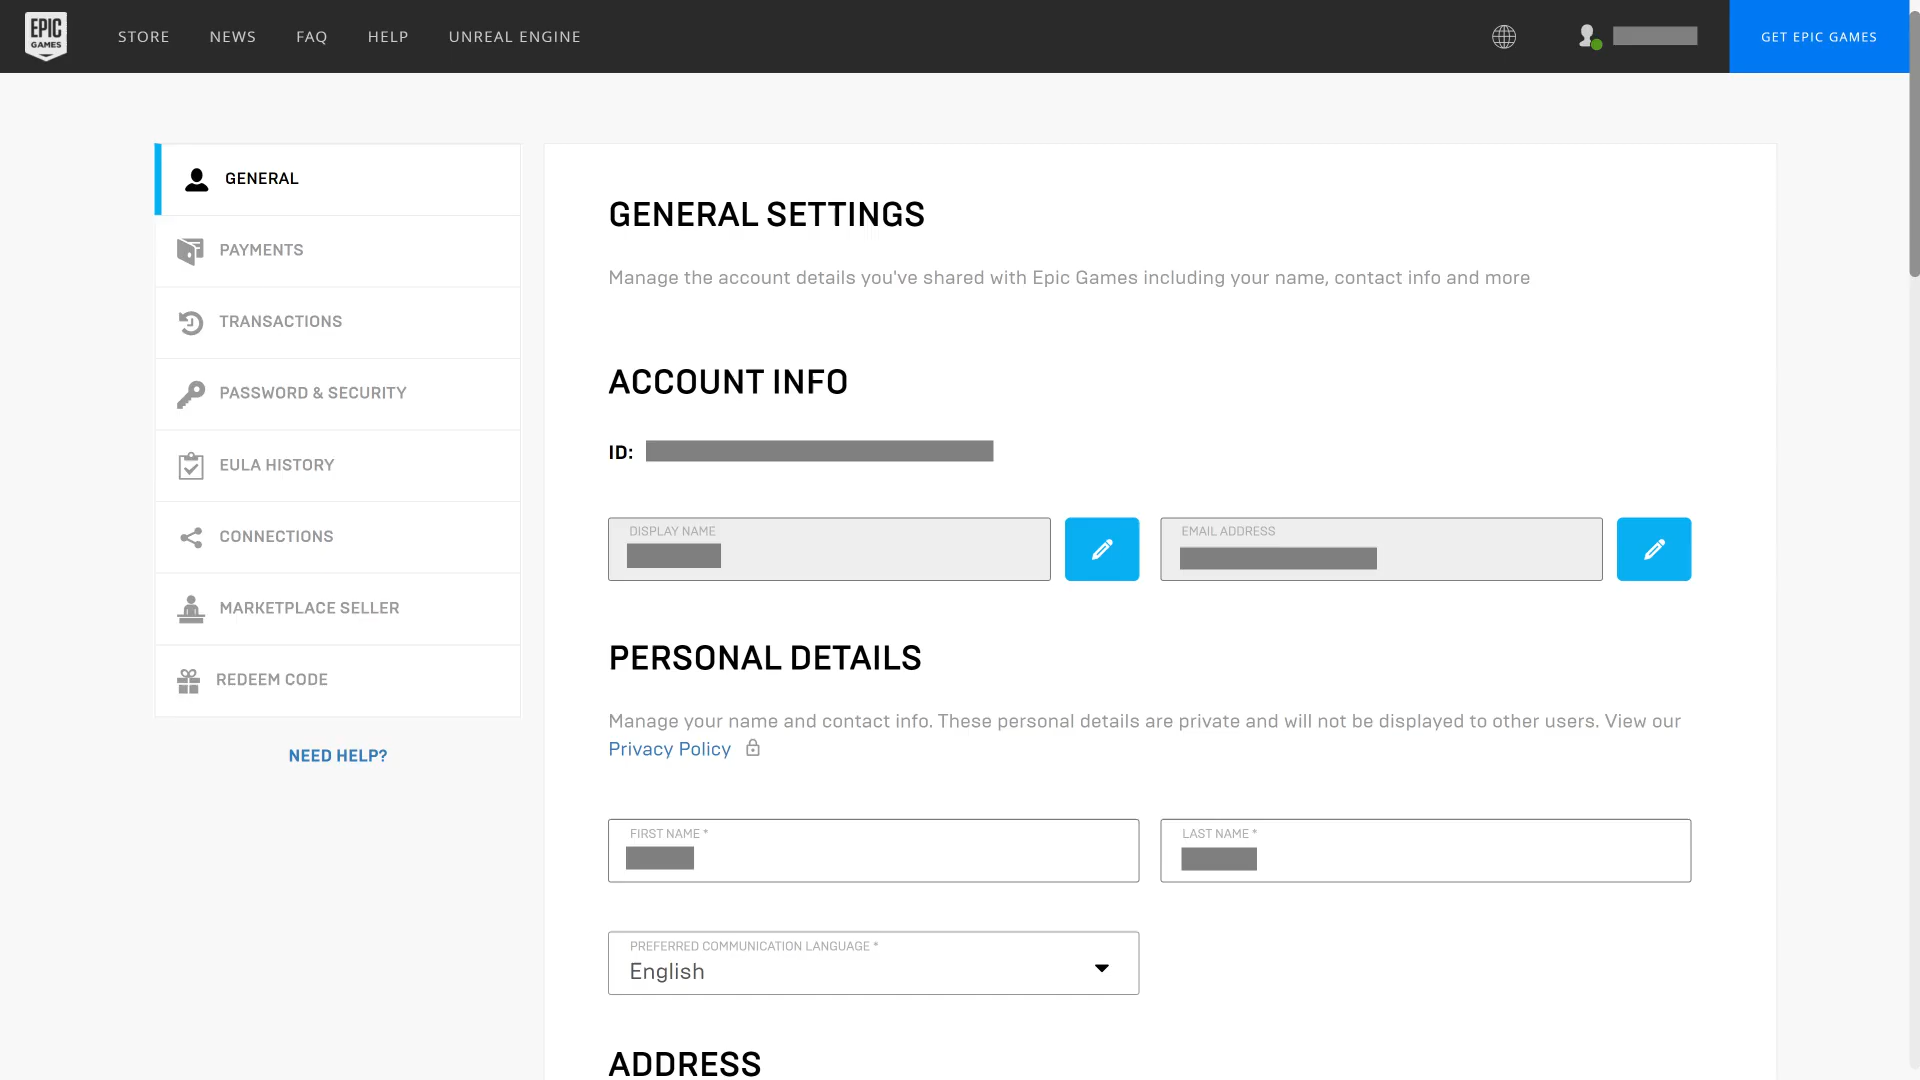 EPIC
GAMES
STORE
NEWS
FAQ
HELP
UNREAL ENGINE
GET EPIC GAMES
GENERAL
PAYMENTS
TRANSACTIONS
PASSWORD & SECURITY
EULA HISTORY
CONNECTIONS
MARKETPLACE SELLER
REDEEM CODE
NEED HELP?
GENERAL SETTINGS
Manage the account details you've shared with Epic Games including your name, contact info and more
ACCOUNT INFO
ID:
DISPLAY NAME
EMAIL ADDRESS
PERSONAL DETAILS
Manage your name and contact info. These personal details are private and will not be displayed to other users. View our
Privacy Policy
FIRST NAME *
LAST NAME *
PREFERRED COMMUNICATION LANGUAGE *
English
ADDRESS